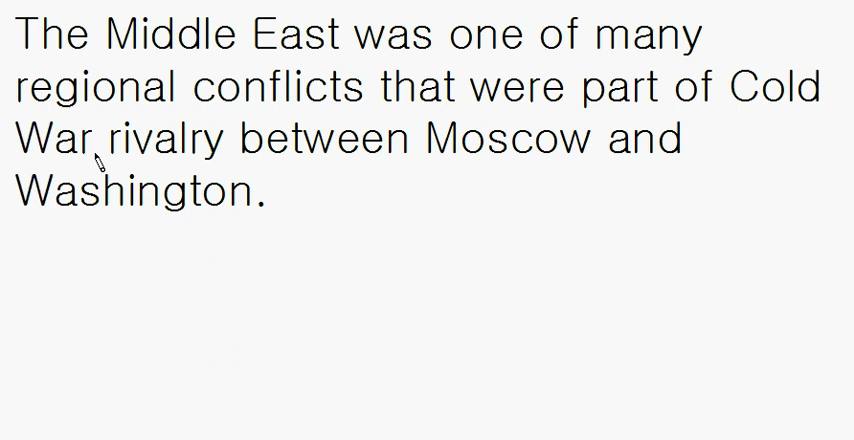 The Middle East was one of many
regional conflicts that were part of Cold
War rivalry between Moscow and
Washington.